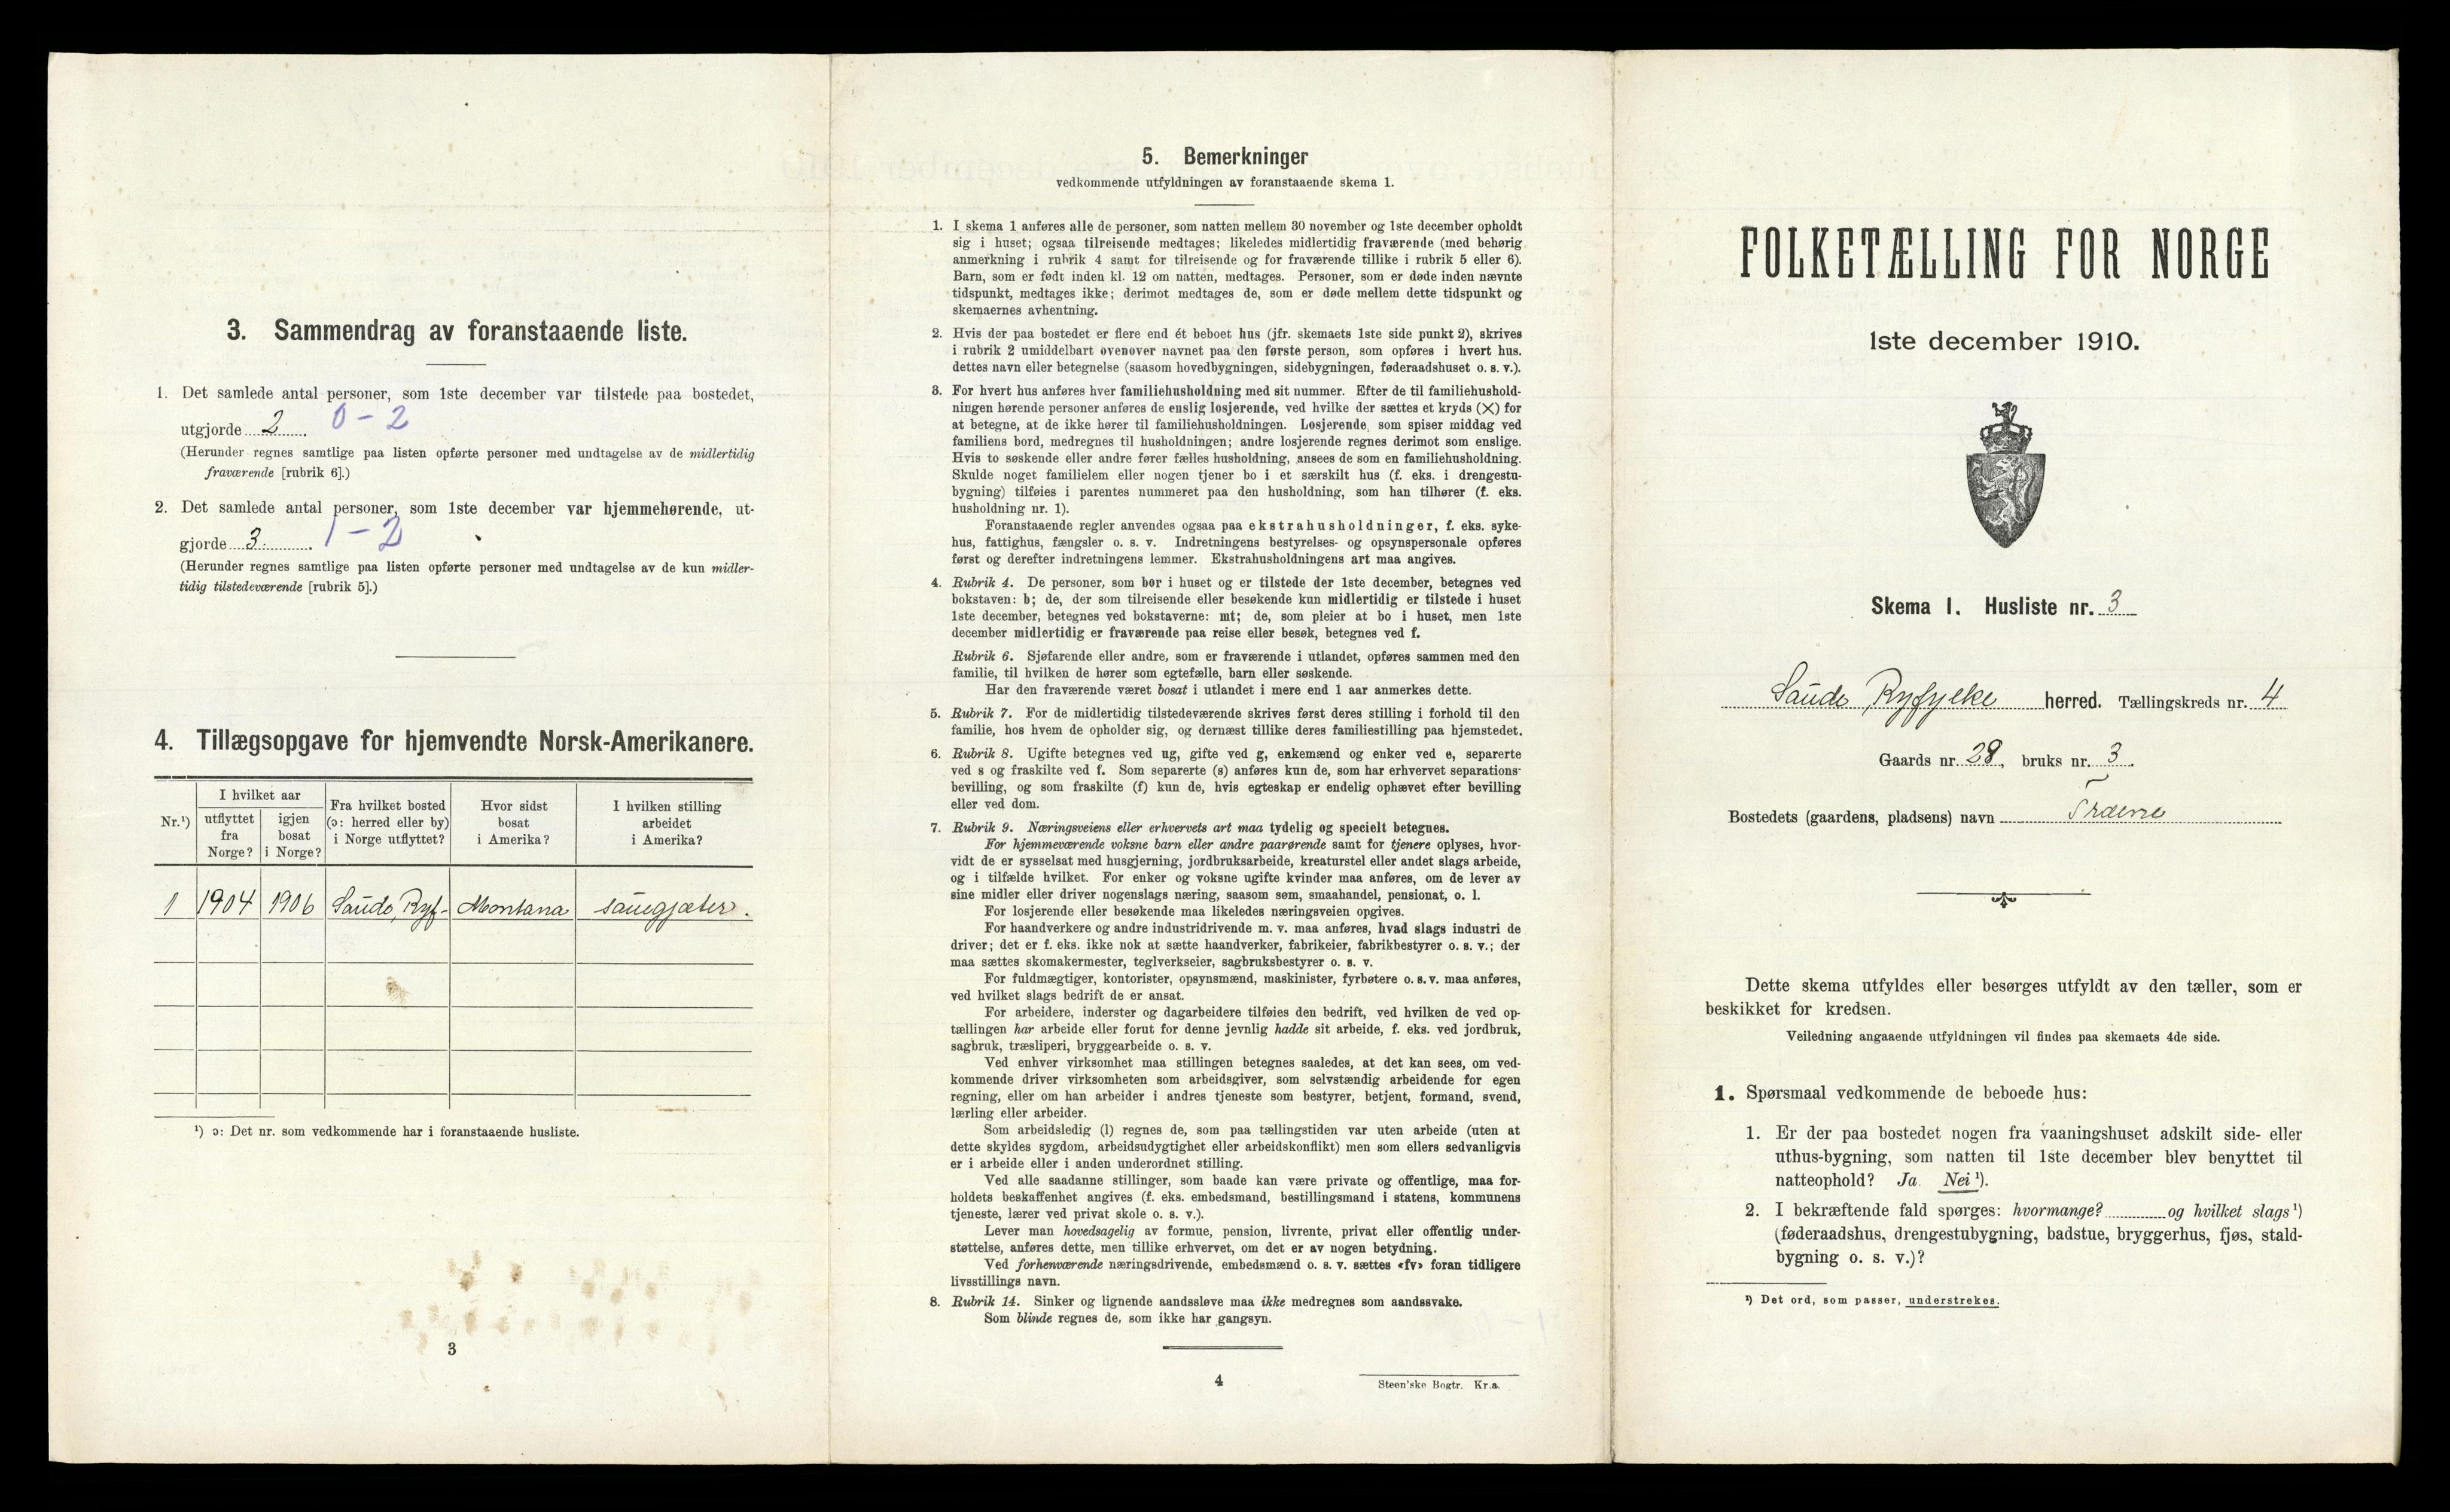 3. Sammendrag av foranstaaende liste.
1. Det samlede antal personer, som 1ste december var tilstede paa bostedet,
utgjorde 2. 0 - 2
(Herunder regnes samtlige paa listen opførte personer med undtagelse av de midlertidig
fraværende [rubrik 6].)
2. Det samlede antal personer, som 1ste december var hjemmehørende, ut-
gjorde 3. 1 - 2
(Herunder regnes samtlige paa listen opførte personer med undtagelse av de kun midler-
tidig tilstedeværende [rubrik 5].)
4. Tillægsopgave for hjemvendte Norsk-Amerikanere.
Nr.¹) I hvilket aar utflyttet fra Norge? igjen bosat i Norge? Fra hvilket bosted (ɔ: herred eller by) i Norge utflyttet? Hvor sidst bosat i Amerika? I hvilken stilling arbeidet i Amerika?
1 1904 1906 Saude, Ryf- Montana sauegjæter.
¹) ɔ: Det nr. som vedkommende har i foranstaaende husliste.
3
5. Bemerkninger
vedkommende utfyldningen av foranstaaende skema 1.
1. I skema 1 anføres alle de personer, som natten mellem 30 november og 1ste december opholdt
sig i huset; ogsaa tilreisende medtages; likeledes midlertidig fraværende (med behørig
anmerkning i rubrik 4 samt for tilreisende og for fraværende tillike i rubrik 5 eller 6).
Barn, som er født inden kl. 12 om natten, medtages. Personer, som er døde inden nævnte
tidspunkt, medtages ikke; derimot medtages de, som er døde mellem dette tidspunkt og
skemaernes avhentning.
2. Hvis der paa bostedet er flere end ét beboet hus (jfr. skemaets 1ste side punkt 2), skrives
i rubrik 2 umiddelbart ovenover navnet paa den første person, som opføres i hvert hus.
dettes navn eller betegnelse (saasom hovedbygningen, sidebygningen, føderaadshuset o. s. v.).
3. For hvert hus anføres hver familiehusholdning med sit nummer. Efter de til familiehushold-
ningen hørende personer anføres de enslig losjerende, ved hvilke der sættes et kryds (×) for
at betegne, at de ikke hører til familiehusholdningen. Losjerende, som spiser middag ved
familiens bord, medregnes til husholdningen; andre losjerende regnes derimot som enslige.
Hvis to søskende eller andre fører fælles husholdning, ansees de som en familiehusholdning.
Skulde noget familielem eller nogen tjener bo i et særskilt hus (f. eks. i drengestu-
bygning) tilføies i parentes nummeret paa den husholdning, som han tilhører (f. eks.
husholdning nr. 1).
Foranstaaende regler anvendes ogsaa paa ekstrahusholdninger, f. eks. syke-
hus, fattighus, fængsler o. s. v. Indretningens bestyrelses- og opsynspersonale opføres
først og derefter indretningens lemmer. Ekstrahusholdningens art maa angives.
4. Rubrik 4. De personer, som bor i huset og er tilstede der 1ste december, betegnes ved
bokstaven: b; de, der som tilreisende eller besøkende kun midlertidig er tilstede i huset
1ste december, betegnes ved bokstaverne: mt; de, som pleier at bo i huset, men 1ste
december midlertidig er fraværende paa reise eller besøk, betegnes ved f.
Rubrik 6. Sjøfarende eller andre, som er fraværende i utlandet, opføres sammen med den
familie, til hvilken de hører som egtefælle, barn eller søskende.
Har den fraværende været bosat i utlandet i mere end 1 aar anmerkes dette.
5. Rubrik 7. For de midlertidig tilstedeværende skrives først deres stilling i forhold til den
familie, hos hvem de opholder sig, og dernæst tillike deres familiestilling paa hjemstedet.
6. Rubrik 8. Ugifte betegnes ved ug, gifte ved g, enkemænd og enker ved e, separerte
ved s og fraskilte ved f. Som separerte (s) anføres kun de, som har erhvervet separations-
bevilling, og som fraskilte (f) kun de, hvis egteskap er endelig ophævet efter bevilling
eller ved dom.
7. Rubrik 9. Næringsveiens eller erhvervets art maa tydelig og specielt betegnes.
For hjemmeværende voksne barn eller andre paarørende samt for tjenere oplyses, hvor-
vidt de er sysselsat med husgjerning, jordbruksarbeide, kreaturstel eller andet slags arbeide,
og i tilfælde hvilket. For enker og voksne ugifte kvinder maa anføres, om de lever av
sine midler eller driver nogenslags næring, saasom søm, smaahandel, pensionat, o. l.
For losjerende eller besøkende maa likeledes næringsveien opgives.
For haandverkere og andre industridrivende m. v. maa anføres, hvad slags industri de
driver; det er f. eks. ikke nok at sætte haandverker, fabrikeier, fabrikbestyrer o. s. v.; der
maa sættes skomakermester, teglverkseier, sagbruksbestyrer o. s. v.
For fuldmægtiger, kontorister, opsynsmænd, maskinister, fyrbøtere o. s. v. maa anføres,
ved hvilket slags bedrift de er ansat.
For arbeidere, inderster og dagarbeidere tilføies den bedrift, ved hvilken de ved op-
tællingen har arbeide eller forut for denne jevnlig hadde sit arbeide, f. eks. ved jordbruk,
sagbruk, træsliperi, bryggearbeide o. s. v.
Ved enhver virksomhet maa stillingen betegnes saaledes, at det kan sees, om ved-
kommende driver virksomheten som arbeidsgiver, som selvstændig arbeidende for egen
regning, eller om han arbeider i andres tjeneste som bestyrer, betjent, formand, svend,
lærling eller arbeider.
Som arbeidsledig (l) regnes de, som paa tællingstiden var uten arbeide (uten at
dette skyldes sygdom, arbeidsudygtighet eller arbeidskonflikt) men som ellers sedvanligvis
er i arbeide eller i anden underordnet stilling.
Ved alle saadanne stillinger, som baade kan være private og offentlige, maa for-
holdets beskaffenhet angives (f. eks. embedsmand, bestillingsmand i statens, kommunens
tjeneste, lærer ved privat skole o. s. v.).
Lever man hovedsagelig av formue, pension, livrente, privat eller offentlig under-
støttelse, anføres dette, men tillike erhvervet, om det er av nogen betydning.
Ved forhenværende næringsdrivende, embedsmænd o. s. v. sættes «fv» foran tidligere
livsstillings navn.
8. Rubrik 14. Sinker og lignende aandssløve maa ikke medregnes som aandssvake.
Som blinde regnes de, som ikke har gangsyn.
4
Steen'ske Bogtr. Kr.a.
FOLKETÆLLING FOR NORGE
1ste december 1910.
Skema I. Husliste nr. 3
Saude Ryfylke herred. Tællingskreds nr. 4
Gaards nr. 28, bruks nr. 3.
Bostedets (gaardens, pladsens) navn
Dette skema utfyldes eller besørges utfyldt av den tæller, som er
beskikket for kredsen.
Veiledning angaaende utfyldningen vil findes paa skemaets 4de side.
1. Spørsmaal vedkommende de beboede hus:
1. Er der paa bostedet nogen fra vaaningshuset adskilt side- eller
uthus-bygning, som natten til 1ste december blev benyttet til
natteophold? Ja. Nei ¹).
2. I bekræftende fald spørges: hvormange? og hvilket slags ¹)
(føderaadshus, drengestubygning, badstue, bryggerhus, fjøs, stald-
bygning o. s. v.)?
¹) Det ord, som passer, understrekes.